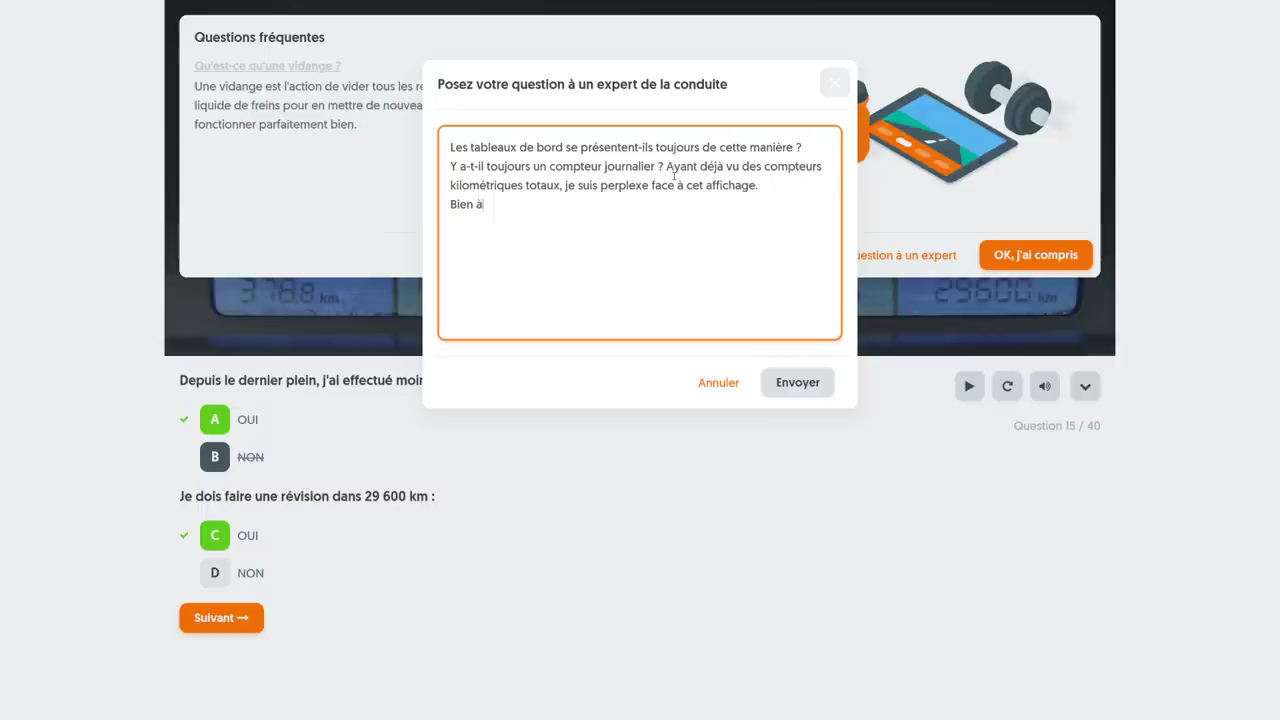 Questions fréquentes
Qu'est-ce qu'une vidange ?
Une vidange est l'action de vider tous les
liquide de freins pour en mettre de
fonctionner parfaitement bien.
Posez votre question à un expert de la conduite
Les tableaux de bord se présentent-ils toujours de cette manière ?
Y a-t-il toujours un compteur journalier ? Ayant déjà vu des compteurs
kilométriques totaux, je suis perplexe face à cet affichage.
Bien à
à un expert
OK, j'ai compris
378.8 km
29600 km
Annuler
Envoyer
Depuis le dernier plein, j'ai effectué
A OUI
B NON
Question 15 / 40
Je dois faire une révision dans 29 600 km :
C OUI
D NON
Suivant →